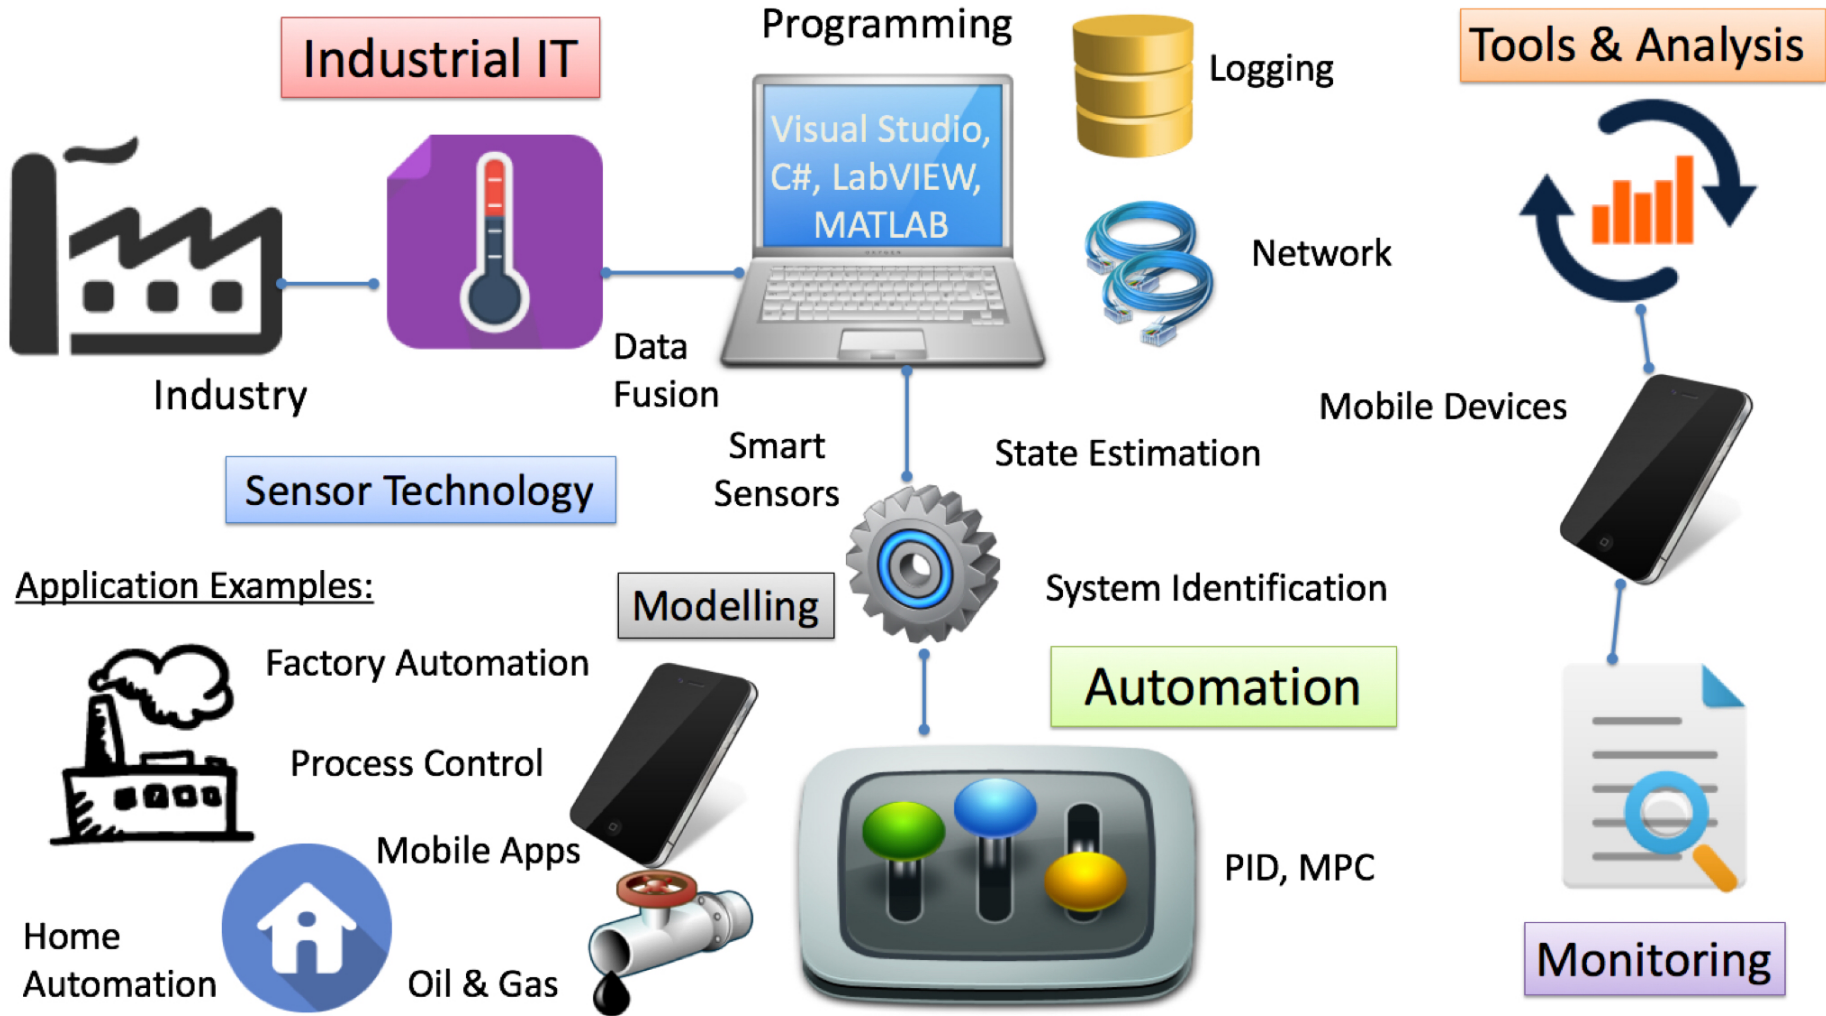 Industrial IT
Programming
Logging
Tools & Analysis
Visual Studio,
C#, LabVIEW,
MATLAB
Network
Industry
Data
Fusion
Mobile Devices
Smart
Sensors
State Estimation
Sensor Technology
Application Examples:
Modelling
System Identification
Factory Automation
Automation
Process Control
Mobile Apps
PID, MPC
Home
Automation
Oil & Gas
Monitoring